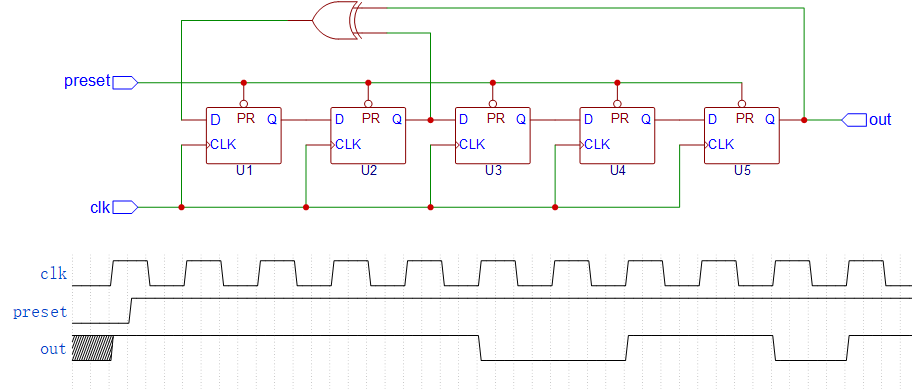 preset
D PR Q
CLK
U1
D PR Q
CLK
U2
D PR Q
CLK
U3
D PR Q
CLK
U4
D PR Q
CLK
U5
out
clk
clk
preset
out